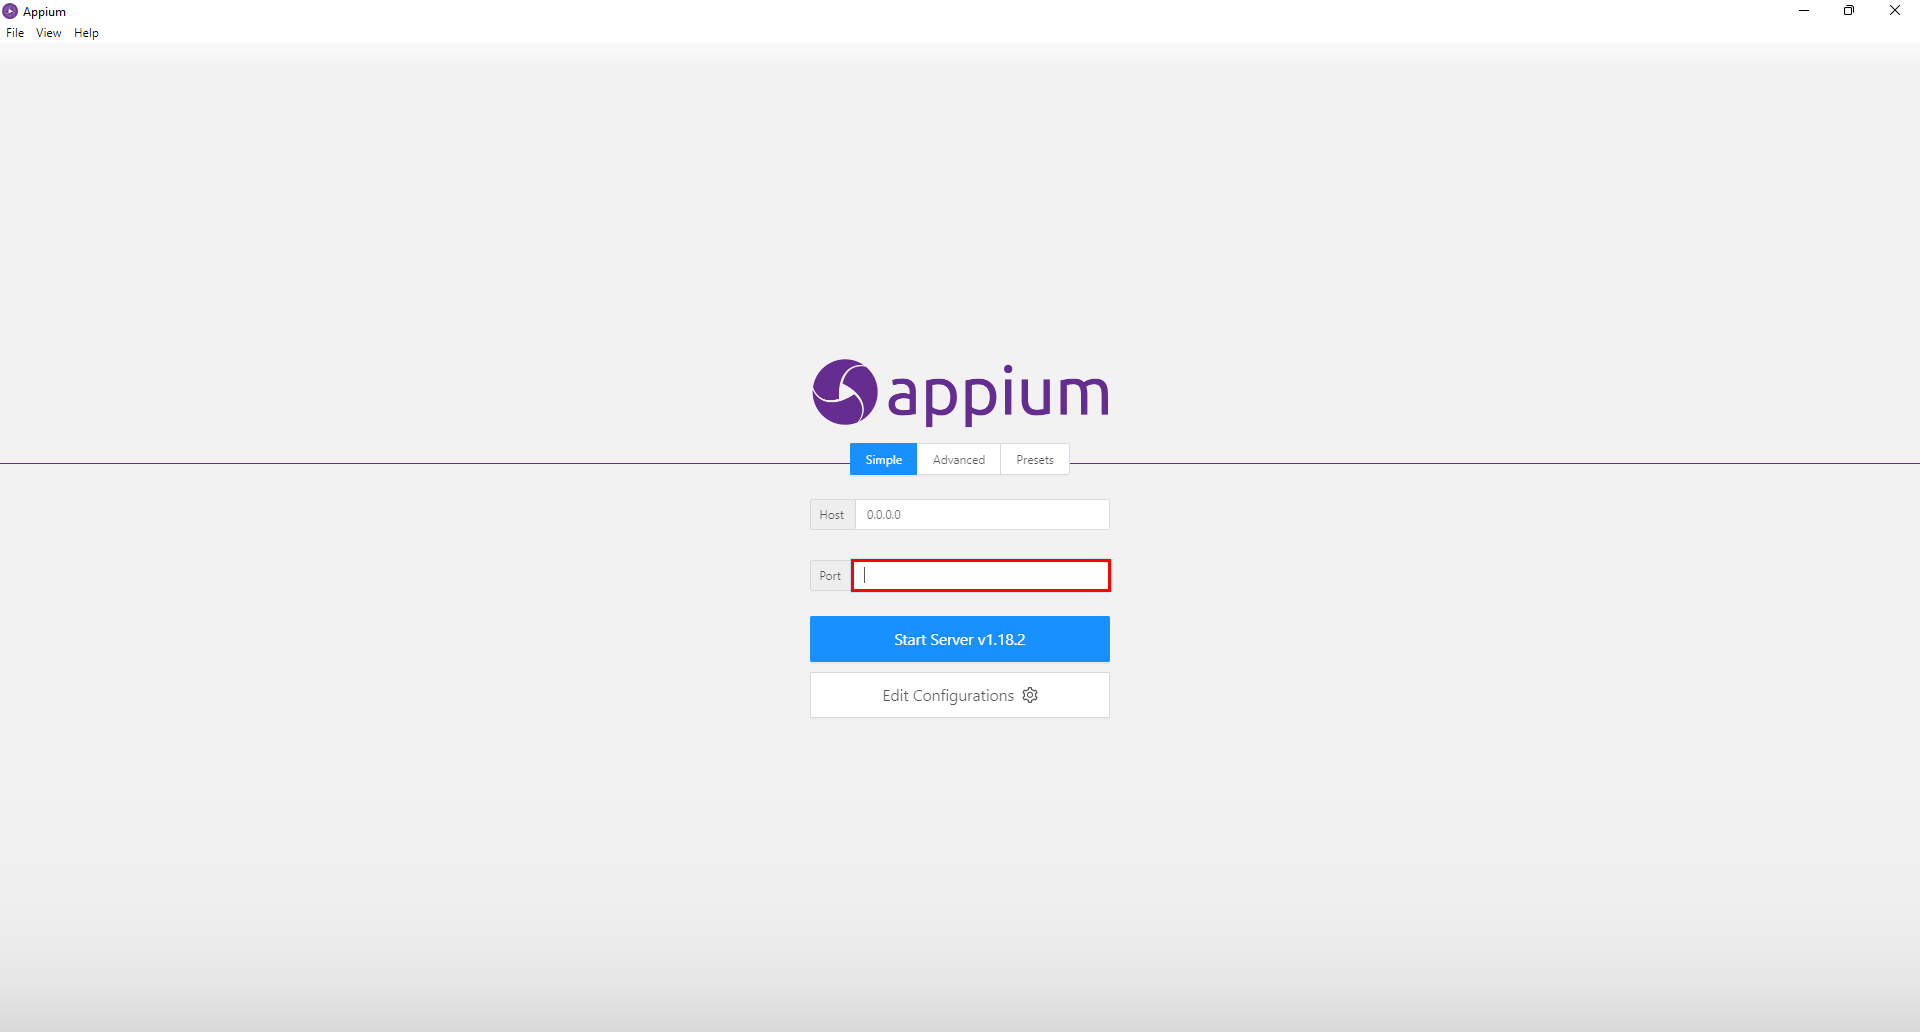 Appium
File View Help
appium
Simple Advanced Presets
Host 0.0.0.0
Port
Start Server v1.18.2
Edit Configurations